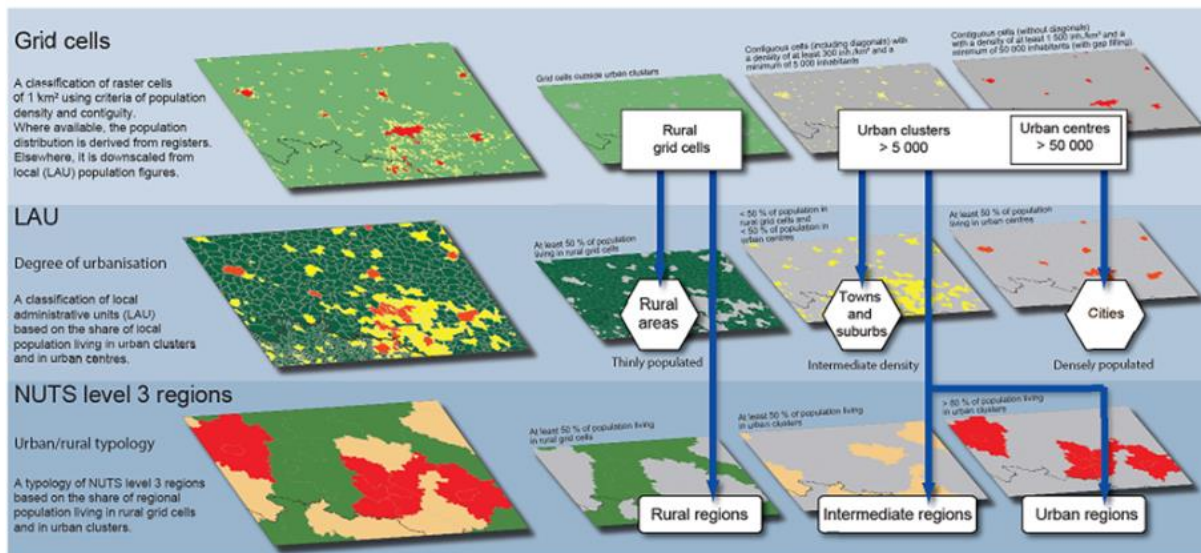 Grid cells
A classification of raster cells
of 1 km² using criteria of population
density and contiguity.
Where available, the population
distribution is derived from registers.
Elsewhere, it is downscaled from
local (LAU) population figures.
Grid cells outside urban clusters
Contiguous cells (including diagonals) with
a density of at least 300 inh./km² and a
minimum of 5 000 inhabitants
Contiguous cells (without diagonals)
with a density of at least 1 500 inh./km² and a
minimum of 50 000 inhabitants (with gap filling)
Rural
grid cells
Urban clusters
> 5 000
Urban centres
> 50 000
LAU
Degree of urbanisation
A classification of local
administrative units (LAU)
based on the share of local
population living in urban clusters
and in urban centres.
At least 50 % of population
living in rural grid cells
< 50 % of population in
rural grid cells and
< 50 % of population in
urban centres
At least 50 % of population
living in urban centres
Rural
areas
Towns
and
suburbs
Cities
Thinly populated
Intermediate density
Densely populated
NUTS level 3 regions
Urban/rural typology
A typology of NUTS level 3 regions
based on the share of regional
population living in rural grid cells
and in urban clusters.
At least 50 % of population living
in rural grid cells
At least 50 % of population living
in urban clusters
> 80 % of population living
in urban clusters
Rural regions
Intermediate regions
Urban regions